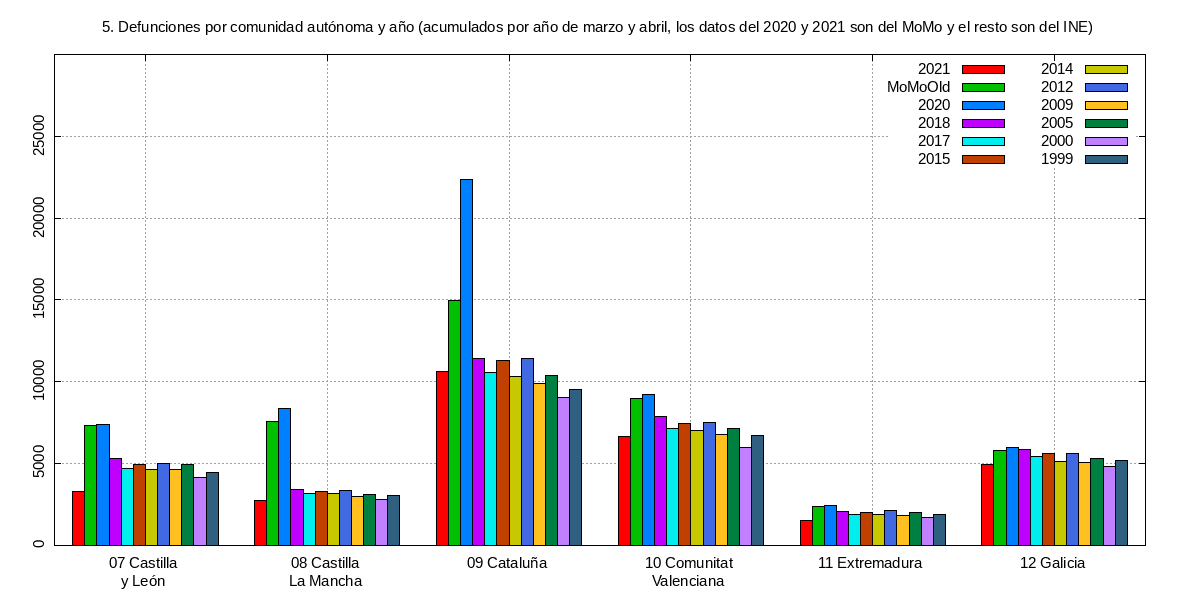 5. Defunciones por comunidad autónoma y año (acumulados por año de marzo y abril, los datos del 2020 y 2021 son del MoMo y el resto son del INE)
2021
MoMoOld
2020
2018
2017
2015
2014
2012
2009
2005
2000
1999
25000
20000
15000
10000
5000
0
07 Castilla
y León
08 Castilla
La Mancha
09 Cataluña
10 Comunitat
Valenciana
11 Extremadura
12 Galicia